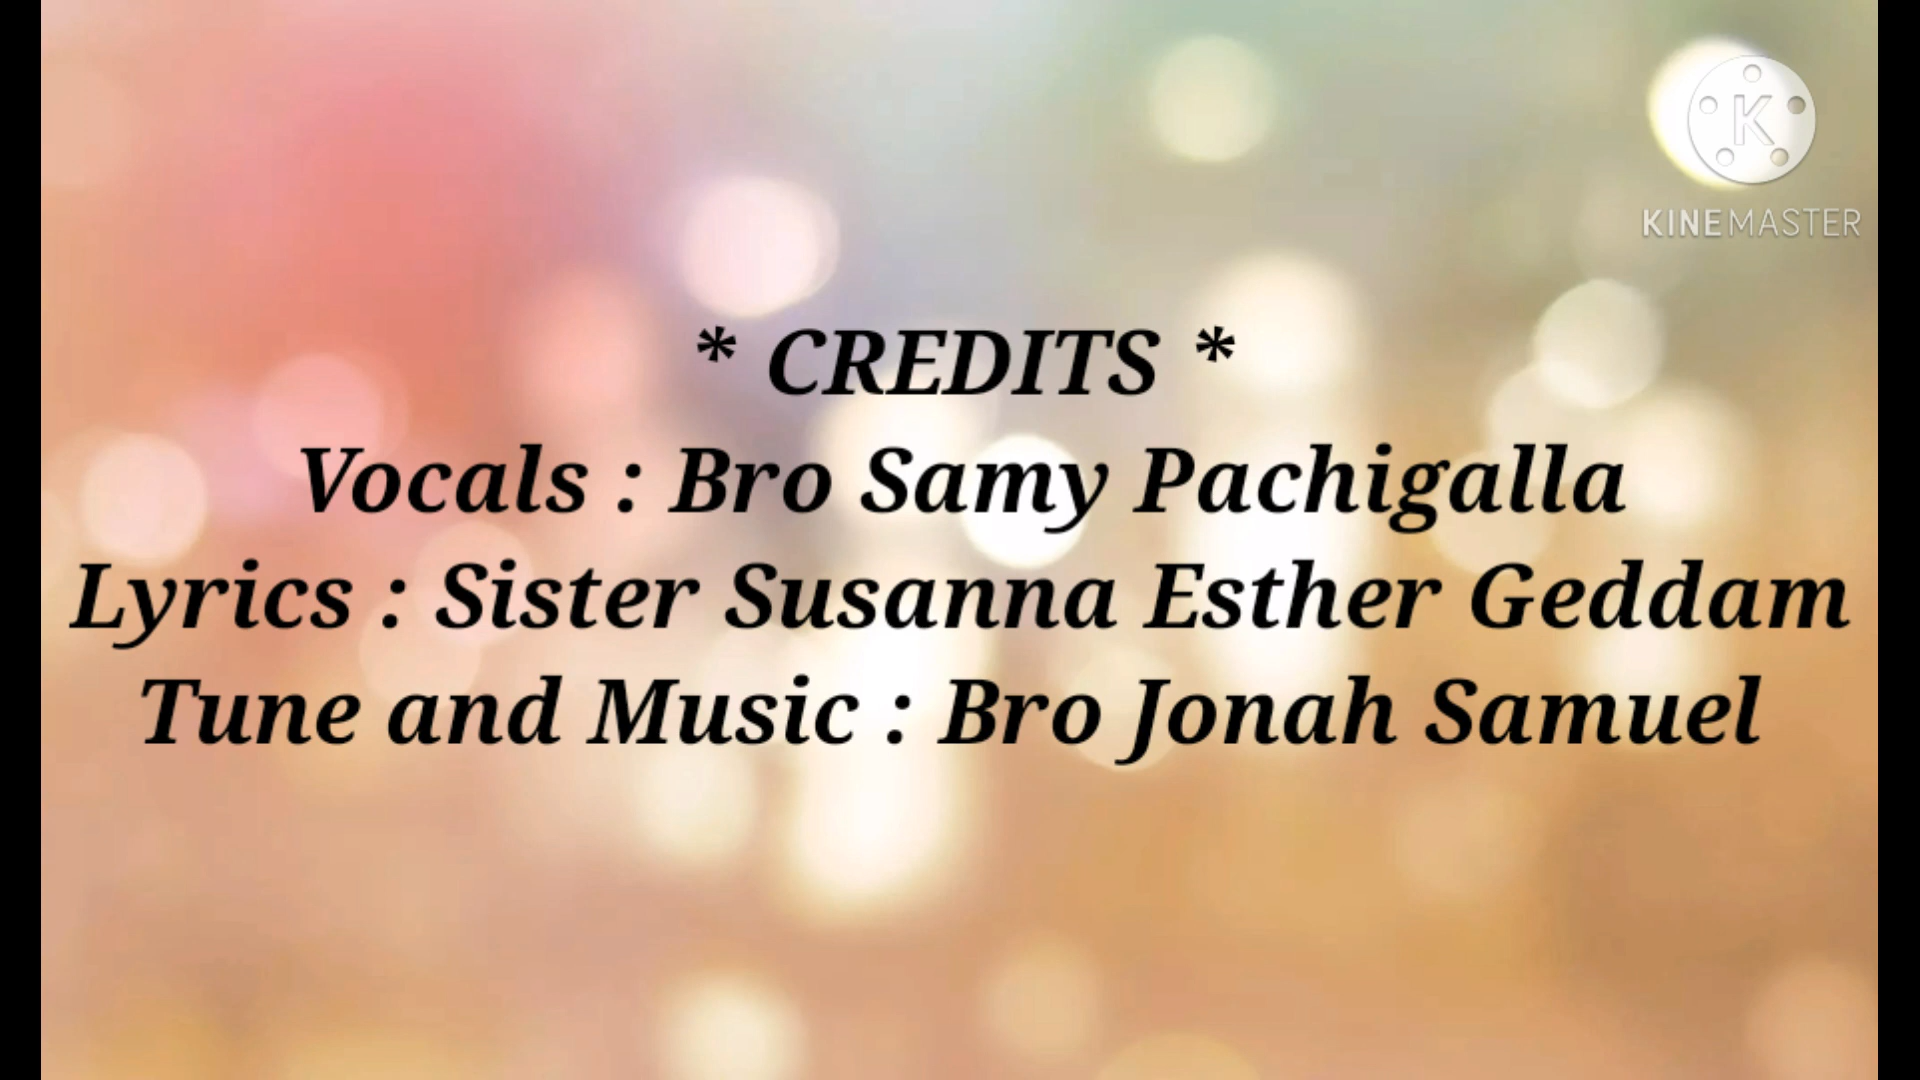 K
KINEMASTER
* CREDITS *
Vocals : Bro Samy Pachigalla
Lyrics : Sister Susanna Esther Geddam
Tune and Music : Bro Jonah Samuel